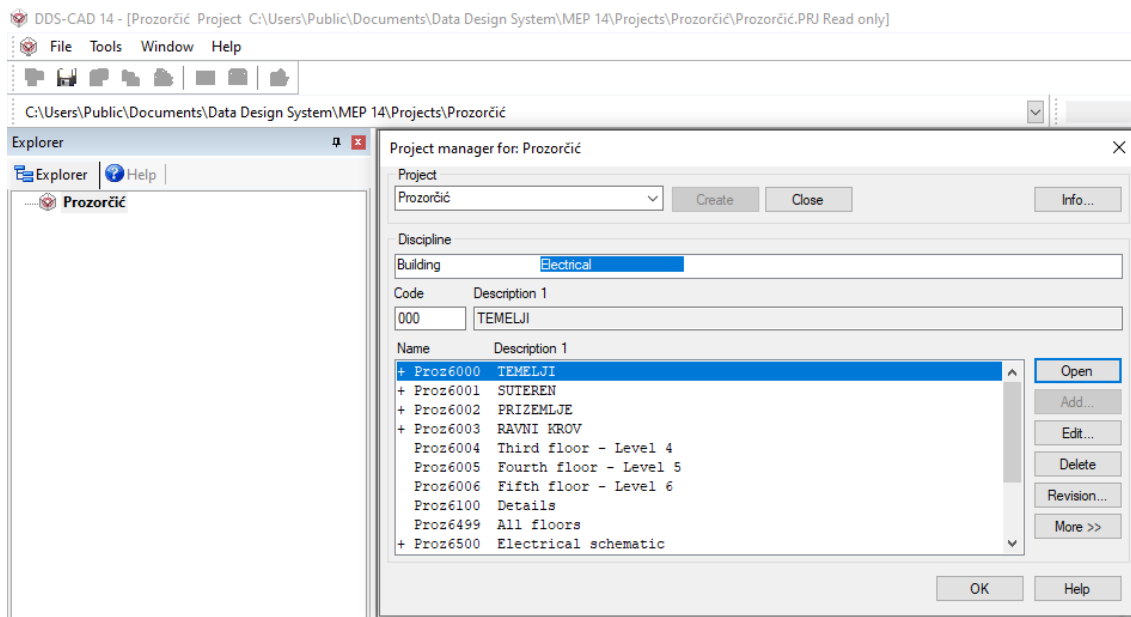 DDS-CAD 14 - [Prozorčić Project C:\Users\Public\Documents\Data Design System\MEP 14\Projects\Prozorčić\Prozorčić.PRJ Read only]
File Tools Window Help
C:\Users\Public\Documents\Data Design System\MEP 14\Projects\Prozorčić
Explorer
Explorer Help
Prozorčić
Project manager for: Prozorčić
Project
Prozorčić Create Close Info...
Discipline
Building Electrical
Code Description 1
000 TEMELJI
Name Description 1
+ Proz6000 TEMELJI
+ Proz6001 SUTEREN
+ Proz6002 PRIZEMLJE
+ Proz6003 RAVNI KROV
Proz6004 Third floor - Level 4
Proz6005 Fourth floor - Level 5
Proz6006 Fifth floor - Level 6
Proz6100 Details
Proz6499 All floors
+ Proz6500 Electrical schematic
Open
Add...
Edit...
Delete
Revision...
More >>
OK Help